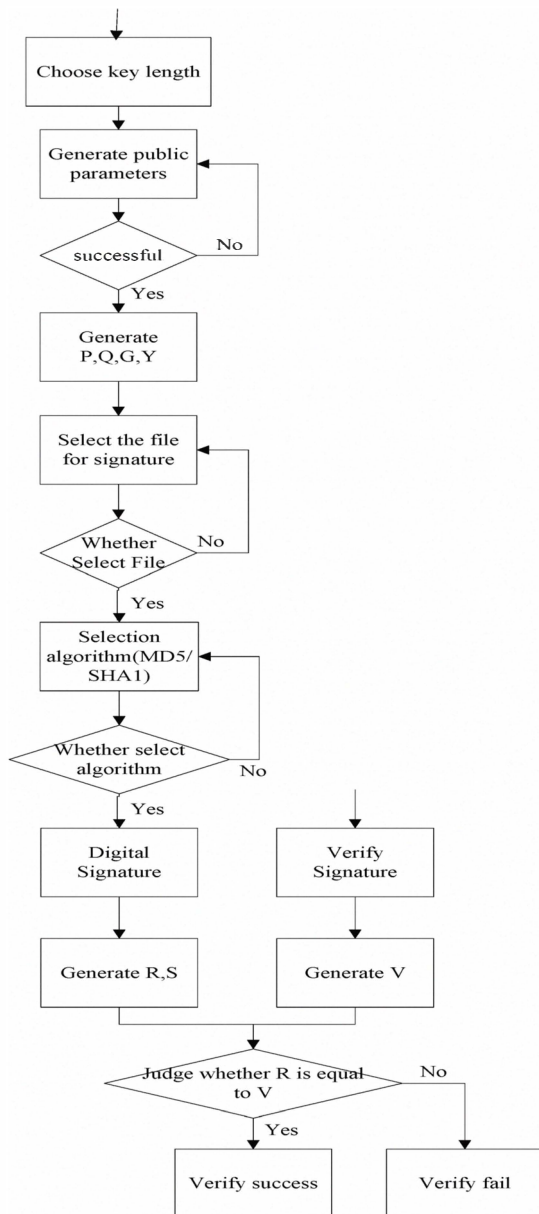 Choose key length
Generate public
parameters
successful
No
Yes
Generate
P,Q,G,Y
Select the file
for signature
Whether
Select File
No
Yes
Selection
algorithm(MD5/
SHA1)
Whether select
algorithm
No
Yes
Digital
Signature
Verify
Signature
Generate R,S
Generate V
Judge whether R is equal
to V
No
Yes
Verify success
Verify fail